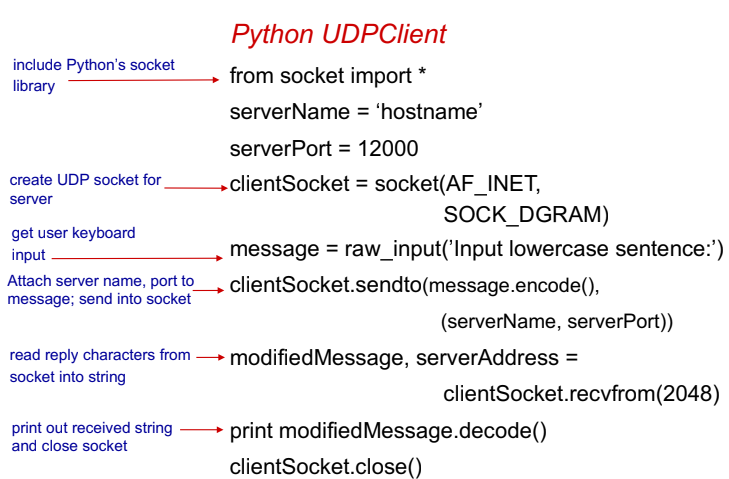 Python UDPClient
include Python's socket
library
from socket import *
serverName = ‘hostname’
serverPort = 12000
create UDP socket for
server
clientSocket = socket(AF_INET,
SOCK_DGRAM)
get user keyboard
input
message = raw_input(’Input lowercase sentence:’)
Attach server name, port to
message; send into socket
clientSocket.sendto(message.encode(),
(serverName, serverPort))
read reply characters from
socket into string
modifiedMessage, serverAddress =
clientSocket.recvfrom(2048)
print out received string
and close socket
print modifiedMessage.decode()
clientSocket.close()